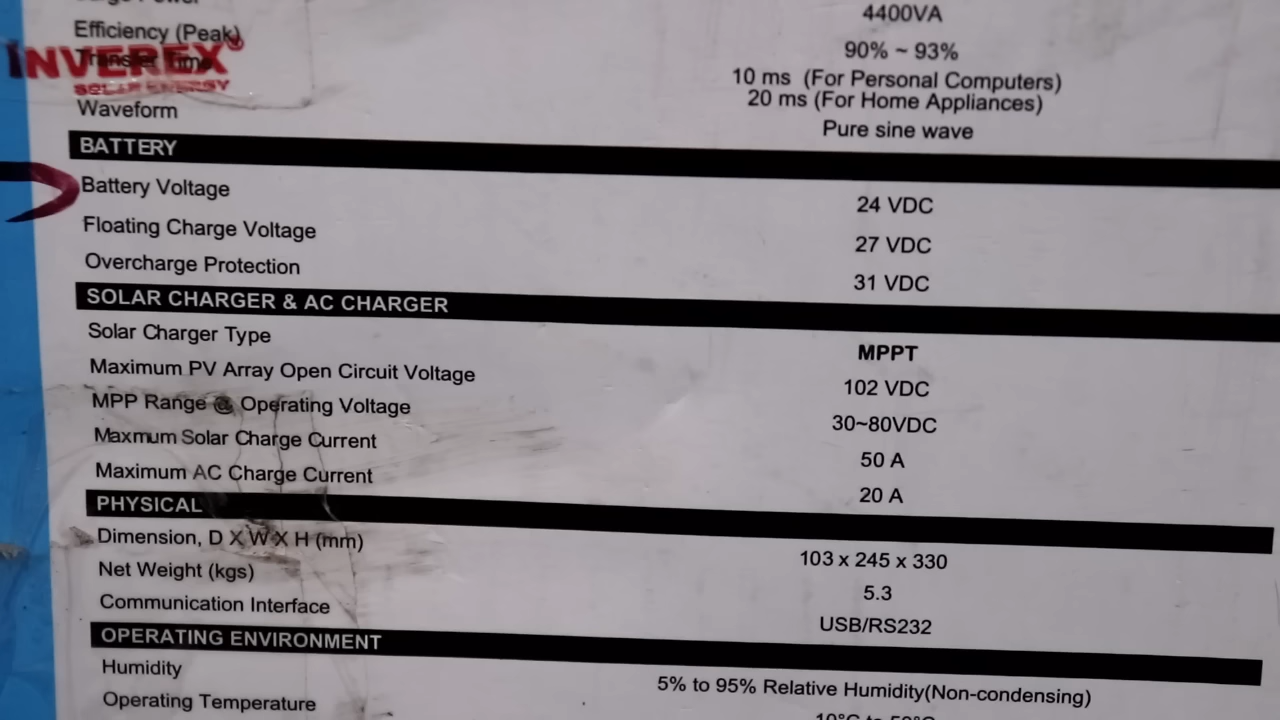 4400VA
Efficiency (Peak) 90% ~ 93%
INVEREX
SOLAR ENERGY
Transfer Time 10 ms (For Personal Computers)
20 ms (For Home Appliances)
Waveform Pure sine wave
BATTERY
Battery Voltage 24 VDC
Floating Charge Voltage 27 VDC
Overcharge Protection 31 VDC
SOLAR CHARGER & AC CHARGER
Solar Charger Type MPPT
Maximum PV Array Open Circuit Voltage 102 VDC
MPP Range @ Operating Voltage 30~80VDC
Maxmum Solar Charge Current 50 A
Maximum AC Charge Current 20 A
PHYSICAL
Dimension, D X W X H (mm) 103 x 245 x 330
Net Weight (kgs) 5.3
Communication Interface USB/RS232
OPERATING ENVIRONMENT
Humidity 5% to 95% Relative Humidity(Non-condensing)
Operating Temperature